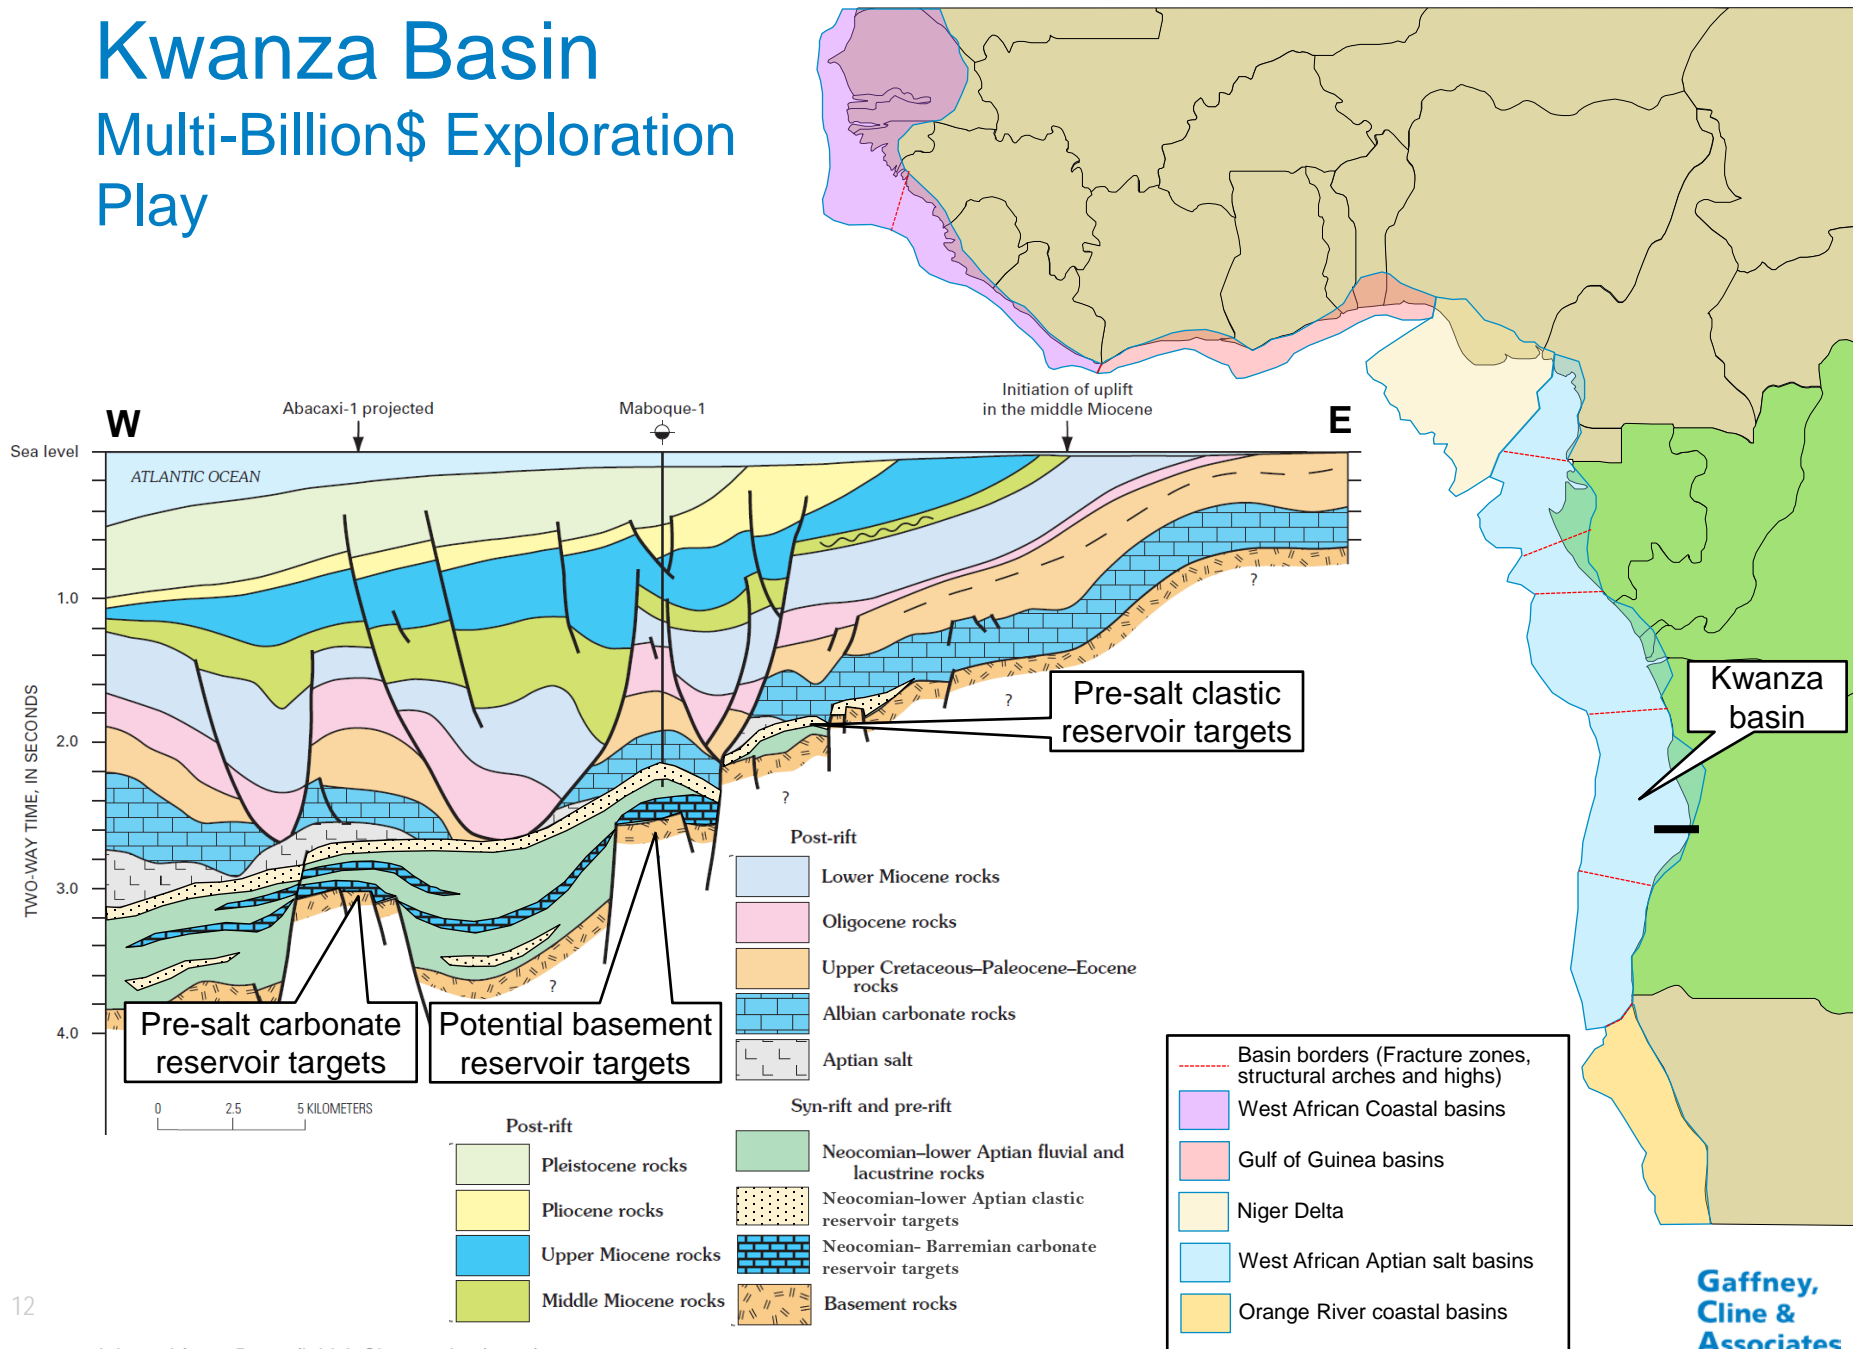 Kwanza Basin
Multi-Billion$ Exploration
Play
W
Abacaxi-1 projected
Maboque-1
Initiation of uplift
in the middle Miocene
E
Sea level
ATLANTIC OCEAN
1.0
2.0
3.0
4.0
TWO-WAY TIME, IN SECONDS
?
?
?
?
Pre-salt clastic
reservoir targets
Kwanza
basin
Pre-salt carbonate
reservoir targets
Potential basement
reservoir targets
0 2.5 5 KILOMETERS
Post-rift
Lower Miocene rocks
Oligocene rocks
Upper Cretaceous–Paleocene–Eocene
rocks
Albian carbonate rocks
Aptian salt
Syn-rift and pre-rift
Neocomian–lower Aptian fluvial and
lacustrine rocks
Neocomian-lower Aptian clastic
reservoir targets
Neocomian- Barremian carbonate
reservoir targets
Basement rocks
Post-rift
Pleistocene rocks
Pliocene rocks
Upper Miocene rocks
Middle Miocene rocks
Basin borders (Fracture zones,
structural arches and highs)
West African Coastal basins
Gulf of Guinea basins
Niger Delta
West African Aptian salt basins
Orange River coastal basins
12
Gaffney,
Cline &
Associates